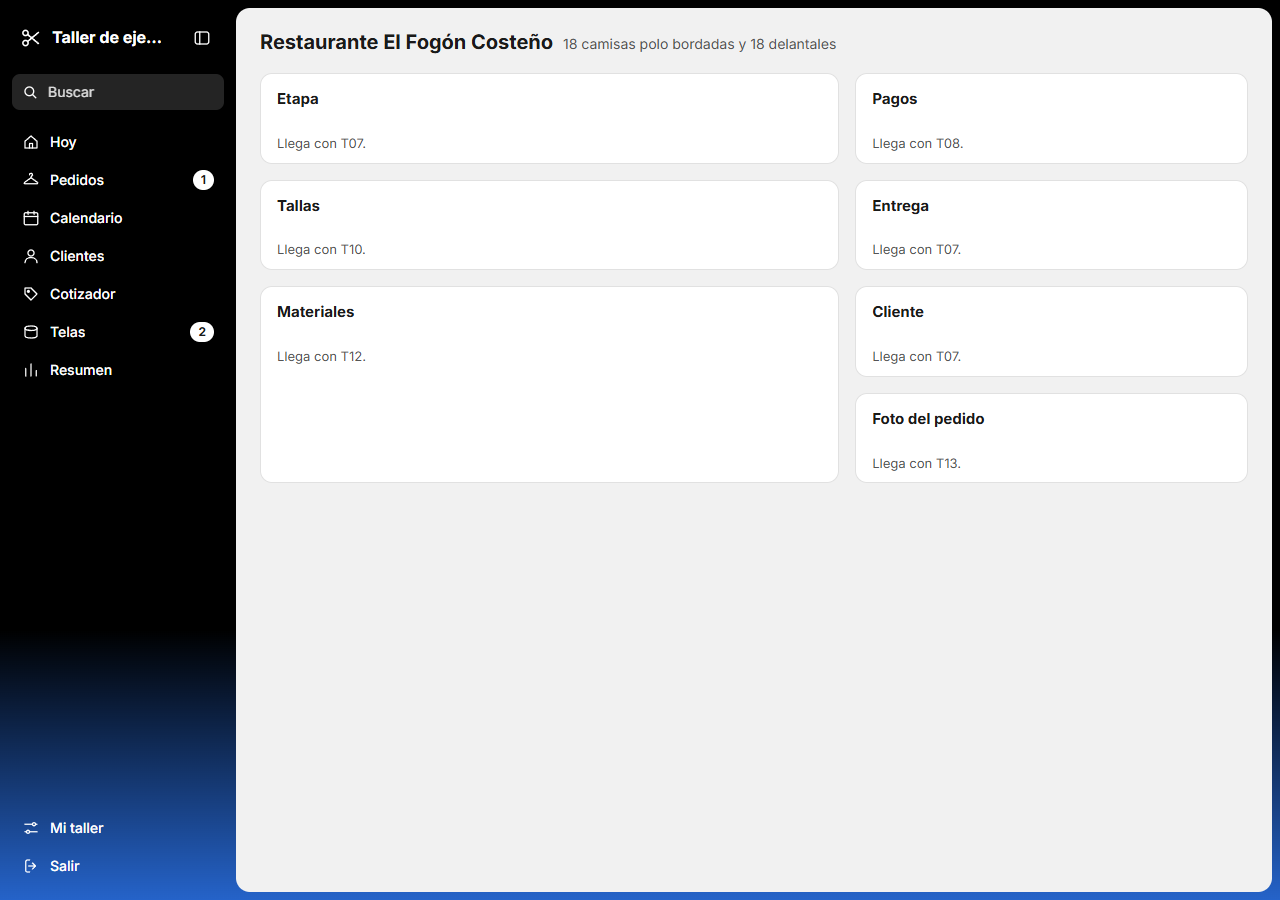 Taller de eje...
Buscar
Hoy
Pedidos 1
Calendario
Clientes
Cotizador
Telas 2
Resumen
Mi taller
Salir
Restaurante El Fogón Costeño 18 camisas polo bordadas y 18 delantales
Etapa
Llega con T07.
Pagos
Llega con T08.
Tallas
Llega con T10.
Entrega
Llega con T07.
Materiales
Llega con T12.
Cliente
Llega con T07.
Foto del pedido
Llega con T13.